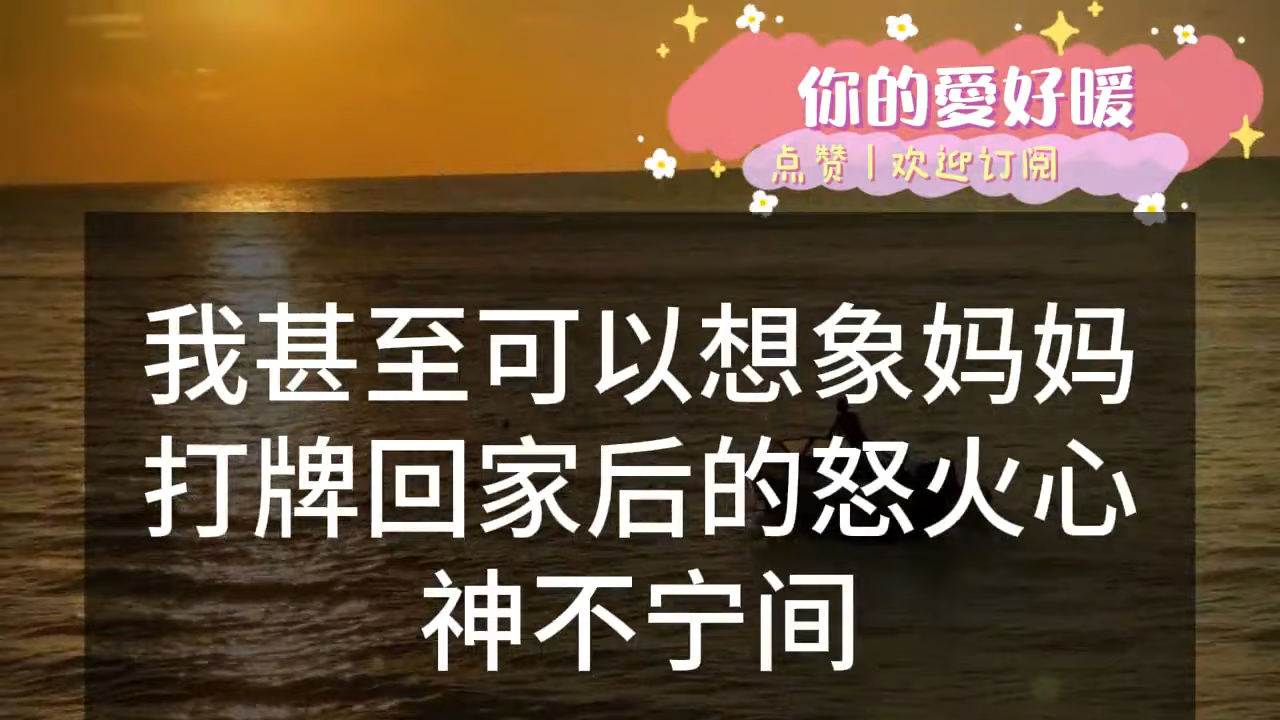 你的愛好暖
点赞|欢迎订阅
我甚至可以想象妈妈
打牌回家后的怒火心
神不宁间